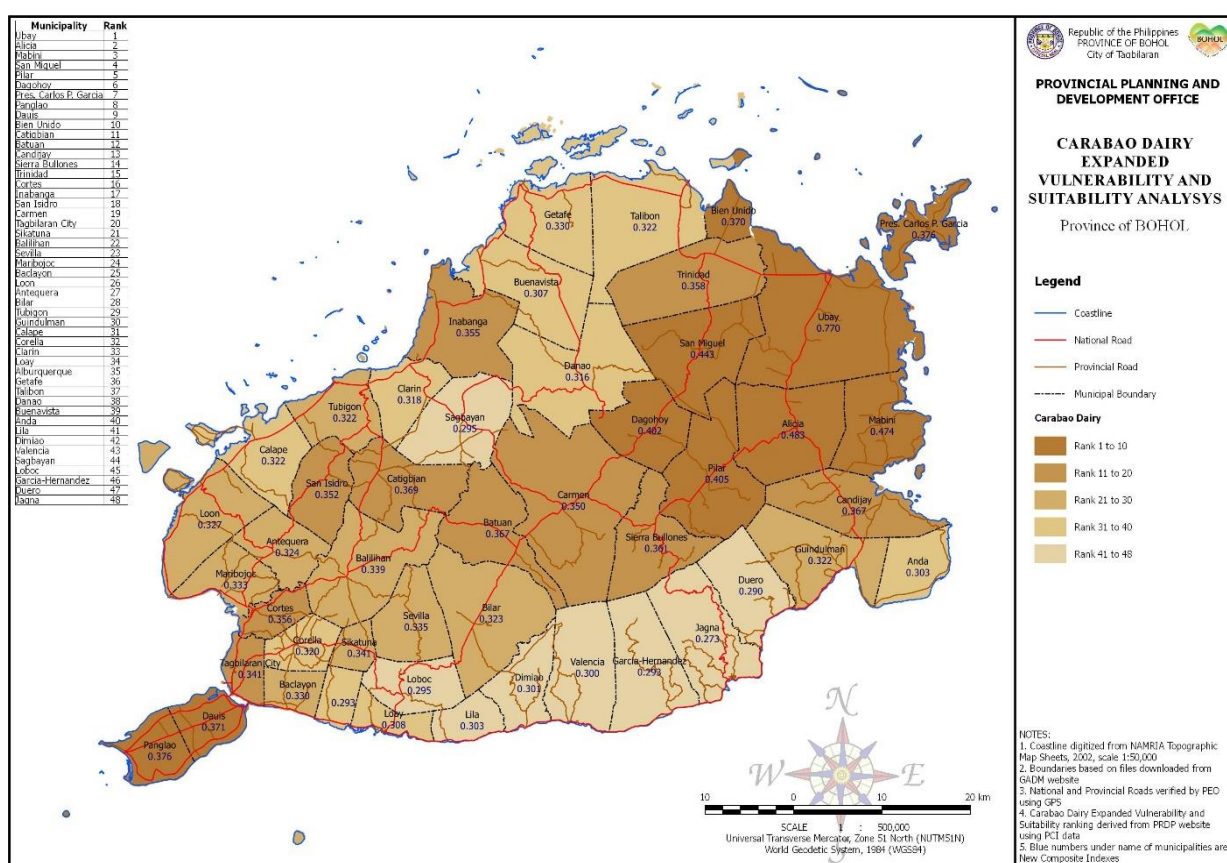 Municipality Rank
Ubay 1
Alicia 2
Mabini 3
San Miguel 4
Pilar 5
Dagohoy 6
Pres. Carlos P. Garcia 7
Panglao 8
Dauis 9
Bien Unido 10
Catigbian 11
Batuan 12
Candijay 13
Sierra Bullones 14
Trinidad 15
Cortes 16
Inabanga 17
San Isidro 18
Carmen 19
Tagbilaran City 20
Sikatuna 21
Balilihan 22
Sevilla 23
Maribojoc 24
Baclayon 25
Loon 26
Antequera 27
Bilar 28
Tubigon 29
Guindulman 30
Calape 31
Corella 32
Clarin 33
Loay 34
Alburquerque 35
Getafe 36
Talibon 37
Danao 38
Buenavista 39
Anda 40
Lila 41
Dimiao 42
Valencia 43
Sagbayan 44
Loboc 45
Garcia-Hernandez 46
Duero 47
Jagna 48
Getafe
0.330
Talibon
0.322
Bien Unido
0.370
Pres. Carlos P. Garcia
0.376
Buenavista
0.307
Trinidad
0.358
Inabanga
0.355
Ubay
0.770
San Miguel
0.443
Danao
0.316
Clarin
0.318
Tubigon
0.322
Sagbayan
0.295
Dagohoy
0.402
Alicia
0.483
Mabini
0.474
Calape
0.322
San Isidro
0.352
Catigbian
0.369
Pilar
0.405
Carmen
0.350
Candijay
0.367
Loon
0.327
Batuan
0.367
Sierra Bullones
0.361
Antequera
0.324
Balilihan
0.339
Guindulman
0.322
Anda
0.303
Maribojoc
0.333
Duero
0.290
Cortes
0.356
Sevilla
0.335
Bilar
0.323
Jagna
0.273
Corella
0.320
Sikatuna
0.341
Tagbilaran City
0.341
Valencia
0.300
Garcia-Hernandez
0.293
Baclayon
0.330
0.293
Loboc
0.295
Dimiao
0.301
Loay
0.308
Lila
0.303
Dauis
0.371
Panglao
0.376
N
W
E
S
10 0 10 20 km
SCALE 1 : 500,000
Universal Transverse Mercator, Zone 51 North (NUTM51N)
World Geodetic System, 1984 (WGS84)
Republic of the Philippines
PROVINCE OF BOHOL
City of Tagbilaran
BOHOL
PROVINCIAL PLANNING AND
DEVELOPMENT OFFICE
CARABAO DAIRY
EXPANDED
VULNERABILITY AND
SUITABILITY ANALYSYS
Province of BOHOL
Legend
Coastline
National Road
Provincial Road
Municipal Boundary
Carabao Dairy
Rank 1 to 10
Rank 11 to 20
Rank 21 to 30
Rank 31 to 40
Rank 41 to 48
NOTES:
1. Coastline digitized from NAMRIA Topographic
Map Sheets, 2002, scale 1:50,000
2. Boundaries based on files downloaded from
GADM website
3. National and Provincial Roads verified by PEO
using GPS
4. Carabao Dairy Expanded Vulnerability and
Suitability ranking derived from PRDP website
using PCI data
5. Blue numbers under name of municipalities are
New Composite Indexes